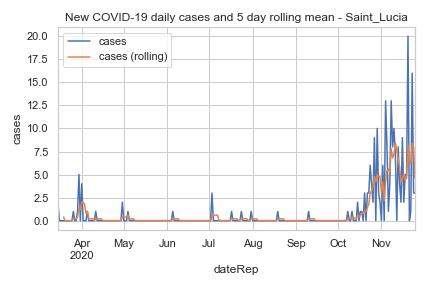 New COVID-19 daily cases and 5 day rolling mean - Saint_Lucia
cases
cases (rolling)
20.0
17.5
15.0
12.5
10.0
7.5
5.0
2.5
0.0
cases
Apr May Jun Jul Aug Sep Oct Nov
2020
dateRep